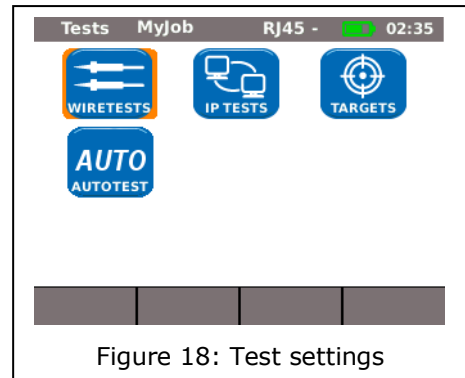 Tests MyJob RJ45 - 02:35
WIRETESTS IP TESTS TARGETS
AUTO
AUTOTEST
Figure 18: Test settings